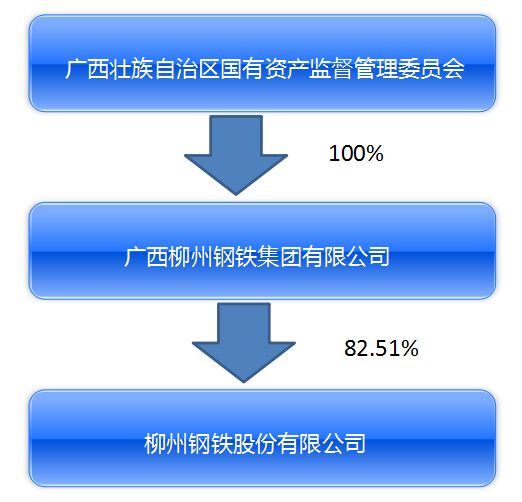 广西壮族自治区国有资产监督管理委员会
100%
广西柳州钢铁集团有限公司
82.51%
柳州钢铁股份有限公司